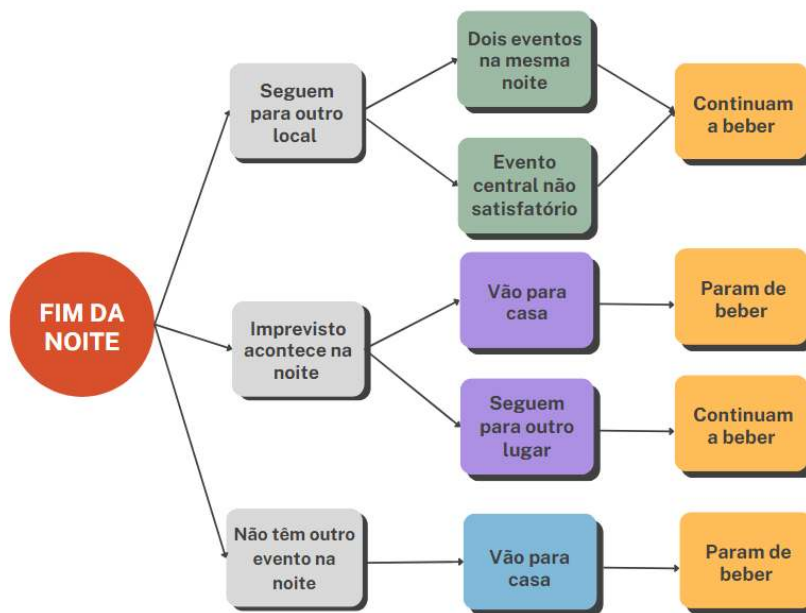 Dois eventos
na mesma
noite
Seguem
para outro
local
Continuam
a beber
Evento
central não
satisfatório
FIM DA
NOITE
Vão para
casa
Param de
beber
Imprevisto
acontece na
noite
Seguem
para outro
lugar
Continuam
a beber
Não têm outro
evento na
noite
Vão para
casa
Param de
beber